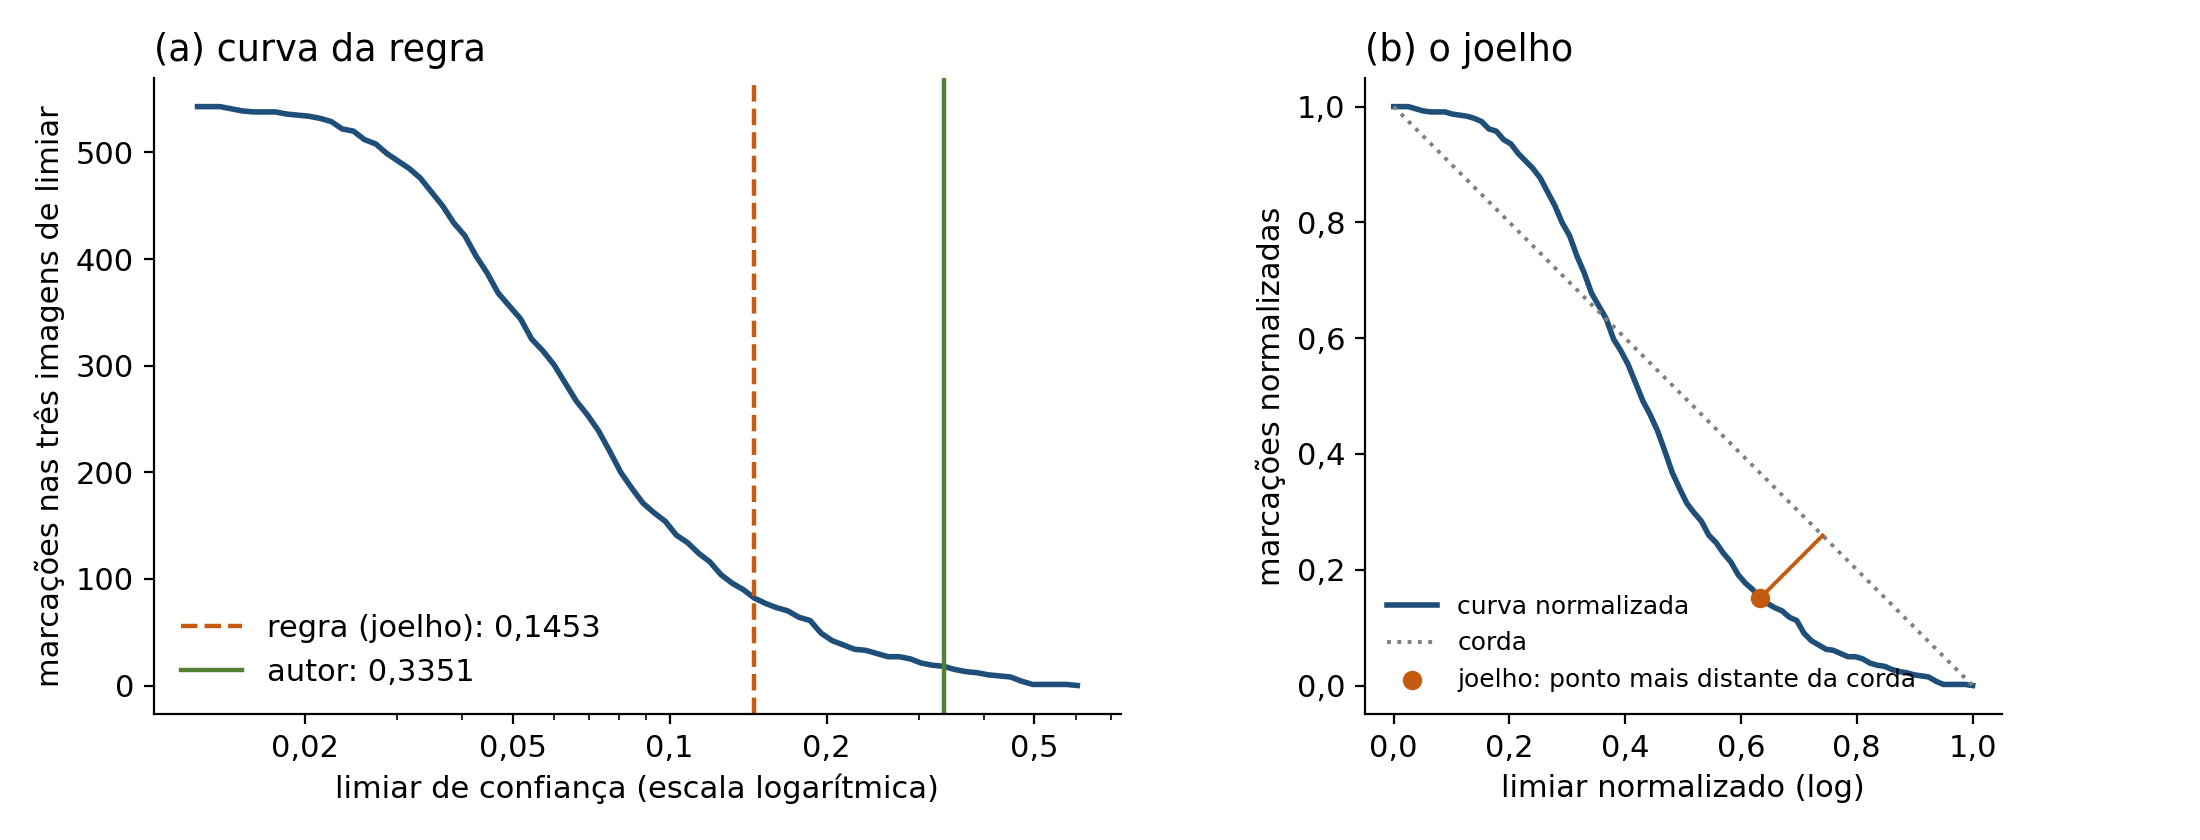 (a) curva da regra
marcações nas três imagens de limiar
500
400
300
200
100
0
regra (joelho): 0,1453
autor: 0,3351
0,02 0,05 0,1 0,2 0,5
limiar de confiança (escala logarítmica)
(b) o joelho
marcações normalizadas
1,0
0,8
0,6
0,4
0,2
0,0
curva normalizada
corda
joelho: ponto mais distante da corda
0,0 0,2 0,4 0,6 0,8 1,0
limiar normalizado (log)